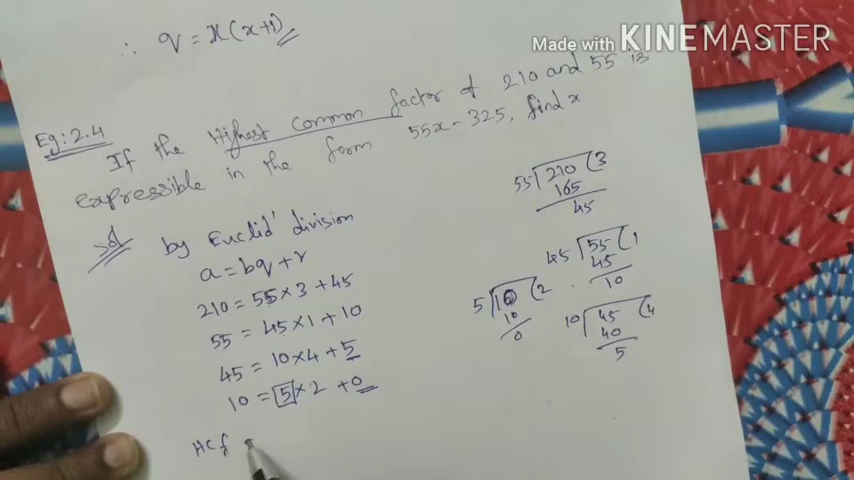 Made with KINEMASTER
∴ q = x(x+1)
Eg: 2.4
If the Highest Common factor of 210 and 55 is
expressible in the form 55x - 325, find x
Sol
by Euclid' division
a = bq + r
210 = 55 × 3 + 45
55 = 45 × 1 + 10
45 = 10 × 4 + 5
10 = 5 × 2 + 0
HCf
55 210 3
165
45
45 55 1
45
10
10 45 4
40
5
5 10 2
10
0